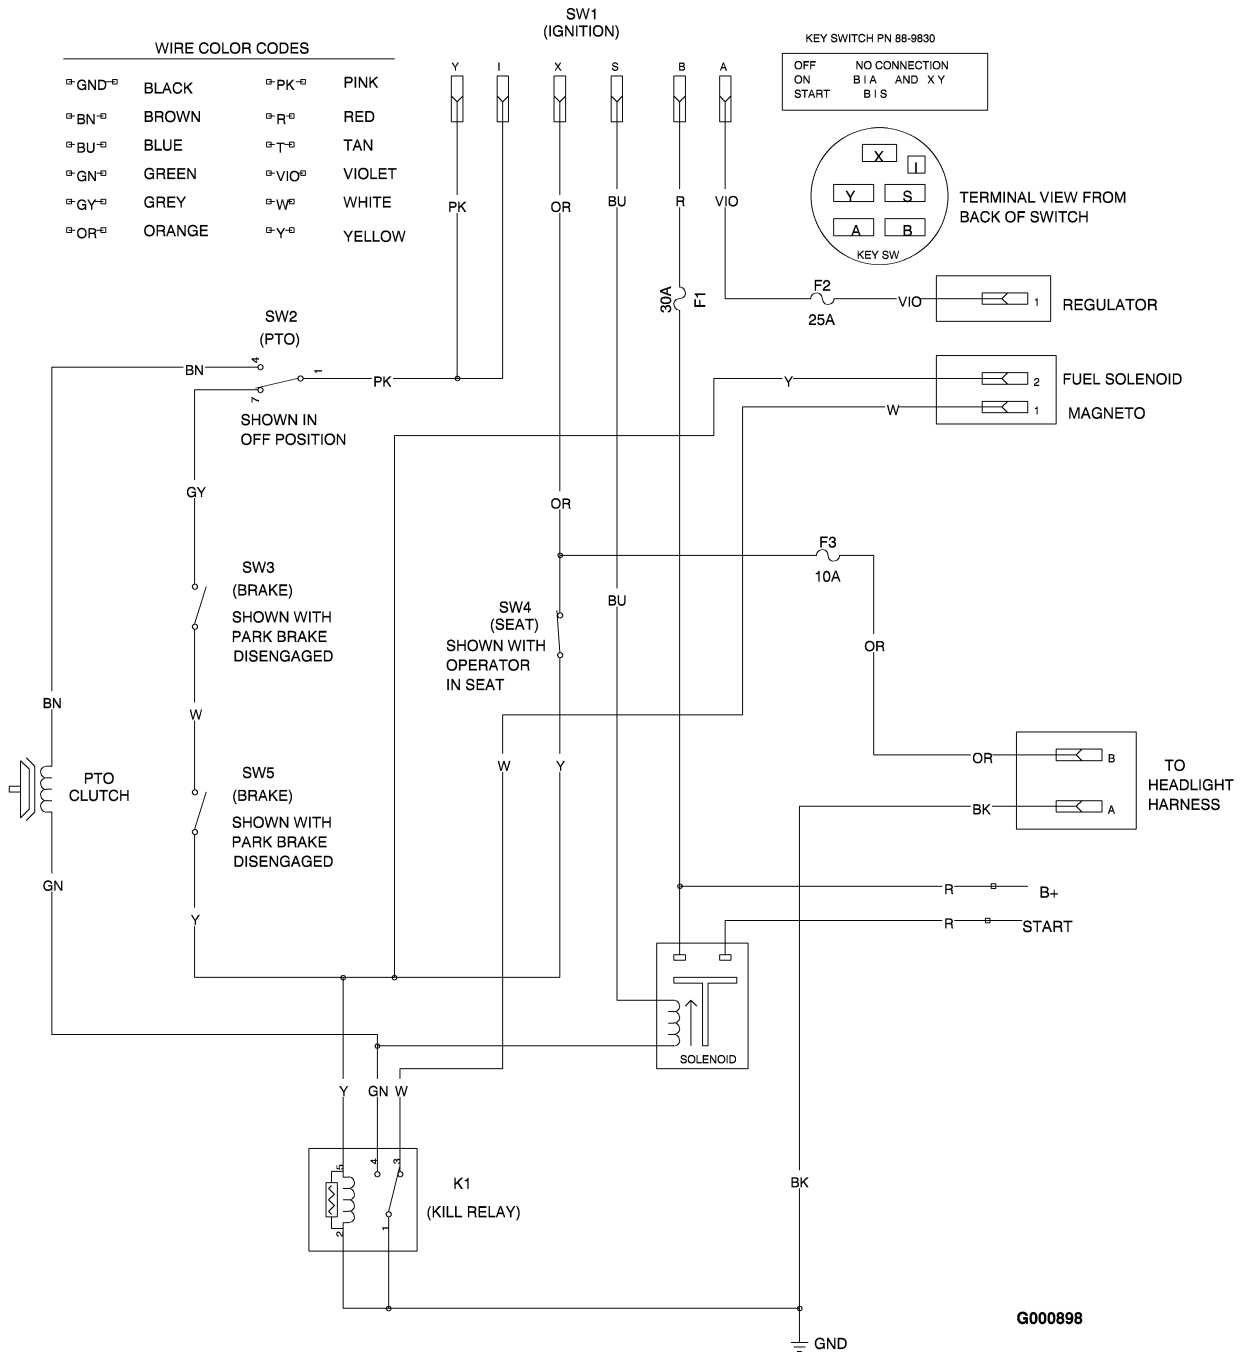 SW1
(IGNITION)
WIRE COLOR CODES
GND BLACK
BN BROWN
BU BLUE
GN GREEN
GY GREY
OR ORANGE
PK PINK
R RED
T TAN
VIO VIOLET
W WHITE
Y YELLOW
Y I X S B A
KEY SWITCH PN 88-9830
OFF NO CONNECTION
ON B I A AND X Y
START B I S
X
I
Y S
A B
KEY SW
TERMINAL VIEW FROM
BACK OF SWITCH
PK
OR
BU
R
VIO
30A
F1
F2
25A
VIO
1
REGULATOR
SW2
(PTO)
4
1
7
BN
PK
SHOWN IN
OFF POSITION
Y
2
FUEL SOLENOID
W
1
MAGNETO
GY
OR
F3
10A
SW3
(BRAKE)
SHOWN WITH
PARK BRAKE
DISENGAGED
SW4
(SEAT)
SHOWN WITH
OPERATOR
IN SEAT
BU
OR
BN
W
W
Y
PTO
CLUTCH
SW5
(BRAKE)
SHOWN WITH
PARK BRAKE
DISENGAGED
OR
B
BK
A
TO
HEADLIGHT
HARNESS
GN
Y
R
B+
R
START
SOLENOID
Y
GN
W
5
4
3
2
1
K1
(KILL RELAY)
BK
GND
G000898